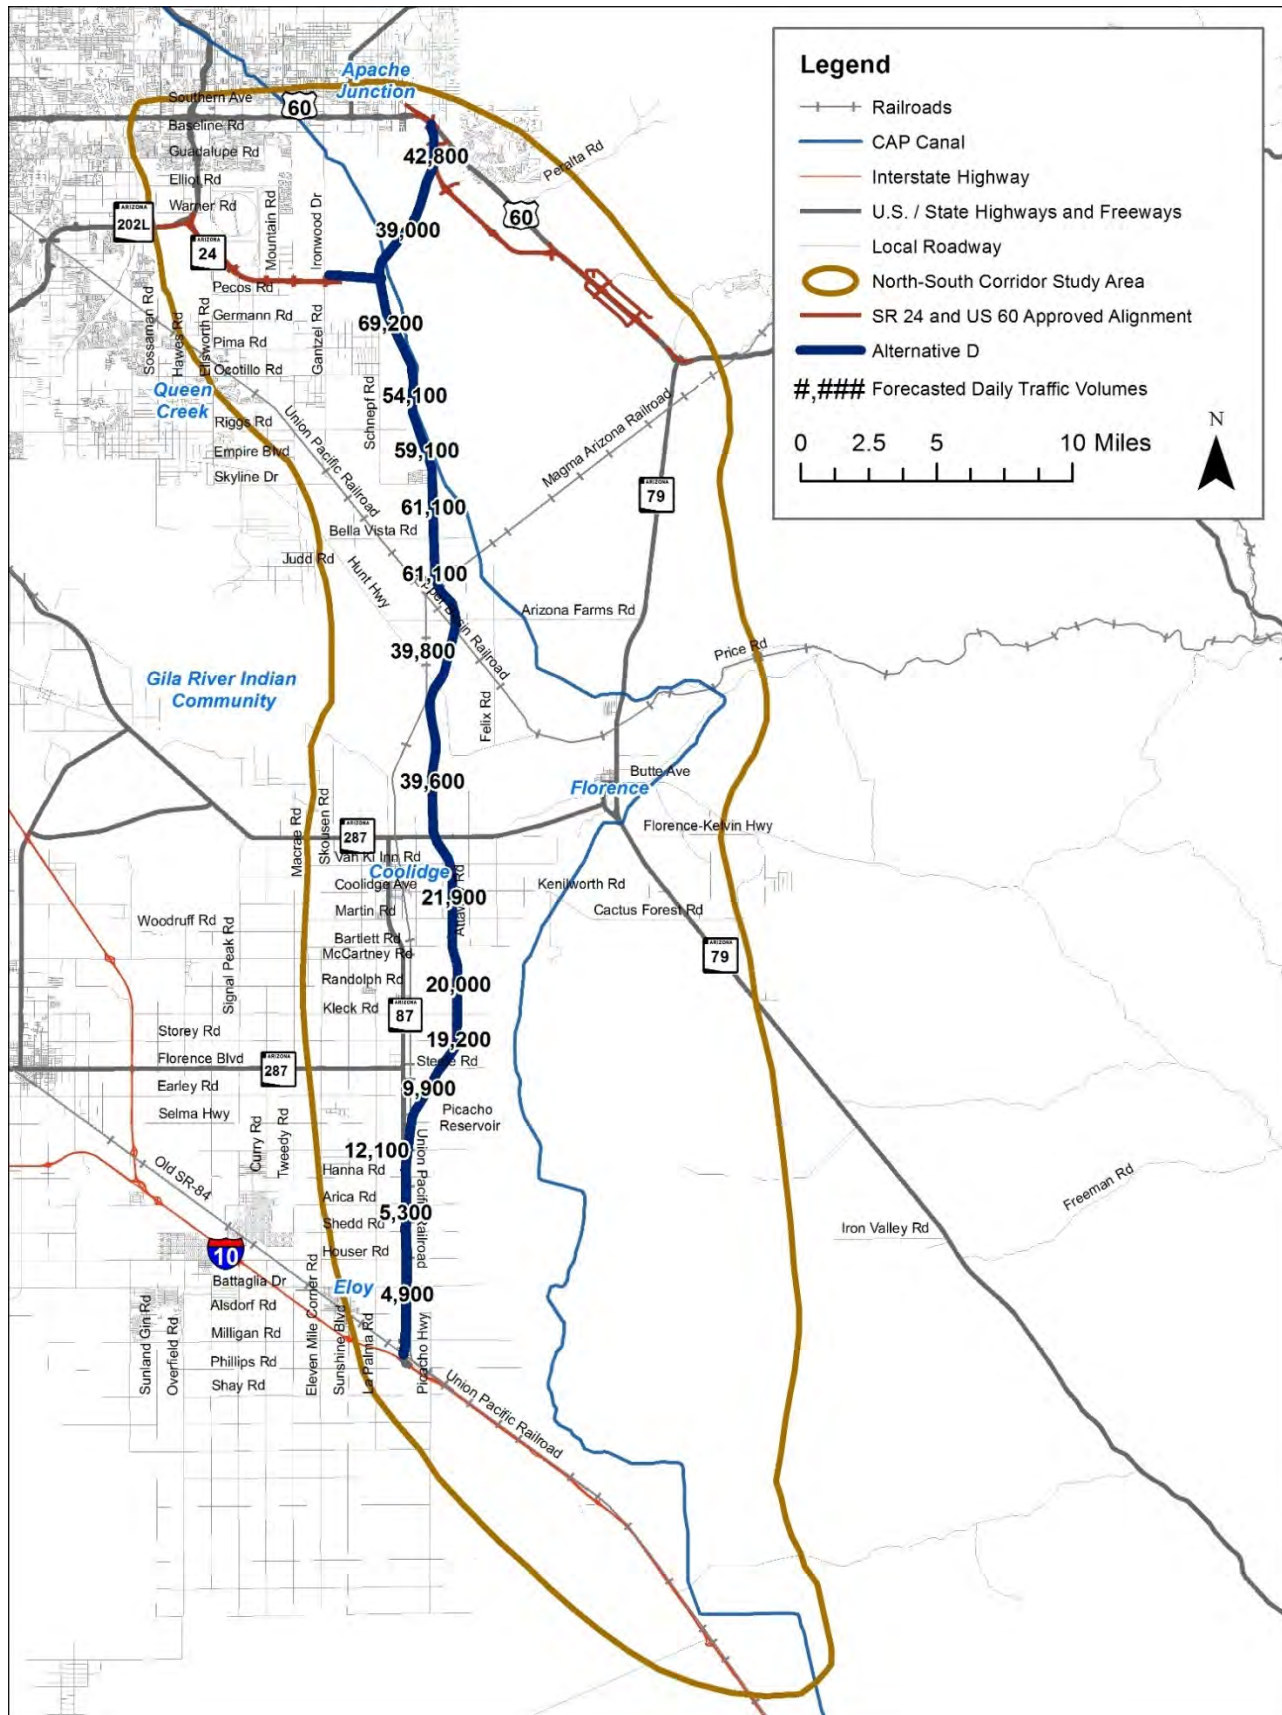 Legend
Railroads
CAP Canal
Interstate Highway
U.S. / State Highways and Freeways
Local Roadway
North-South Corridor Study Area
SR 24 and US 60 Approved Alignment
Alternative D
#,### Forecasted Daily Traffic Volumes
0 2.5 5 10 Miles
N
Apache
Junction
Southern Ave
60
Baseline Rd
Guadalupe Rd
Elliot Rd
Warner Rd
42,800
Peralta Rd
60
ARIZONA
202L
ARIZONA
24
Mountain Rd
Ironwood Dr
39,000
Pecos Rd
Sossaman Rd
Hawes Rd
Ellsworth Rd
Germann Rd
Gantzel Rd
69,200
Pima Rd
Ocotillo Rd
Queen
Creek
Schnepf Rd
54,100
Union Pacific Railroad
Magma Arizona Railroad
Riggs Rd
Empire Blvd
59,100
Skyline Dr
ARIZONA
79
61,100
Bella Vista Rd
Judd Rd
Hunt Hwy
61,100
Basin Railroad
Arizona Farms Rd
39,800
Price Rd
Gila River Indian
Community
Felix Rd
39,600
Butte Ave
Florence
Macrae Rd
Skousen Rd
ARIZONA
287
Florence-Kelvin Hwy
Van Ki Inn Rd
Coolidge
Coolidge Ave
Kenilworth Rd
21,900
Martin Rd
Cactus Forest Rd
Woodruff Rd
Signal Peak Rd
Bartlett Rd
McCartney Rd
ARIZONA
79
Randolph Rd
20,000
Kleck Rd
ARIZONA
87
Storey Rd
19,200
Florence Blvd
ARIZONA
287
Earley Rd
9,900
Selma Hwy
Picacho
Reservoir
Curry Rd
Tweedy Rd
12,100
Union Pacific Railroad
Old SR-84
Hanna Rd
Arica Rd
Freeman Rd
5,300
Shedd Rd
Iron Valley Rd
10
Houser Rd
Battaglia Dr
Eloy
4,900
Alsdorf Rd
Milligan Rd
Phillips Rd
Shay Rd
Sunland Gin Rd
Overfield Rd
Eleven Mile Corner Rd
Sunshine Blvd
La Palma Rd
Picacho Hwy
Union Pacific Railroad